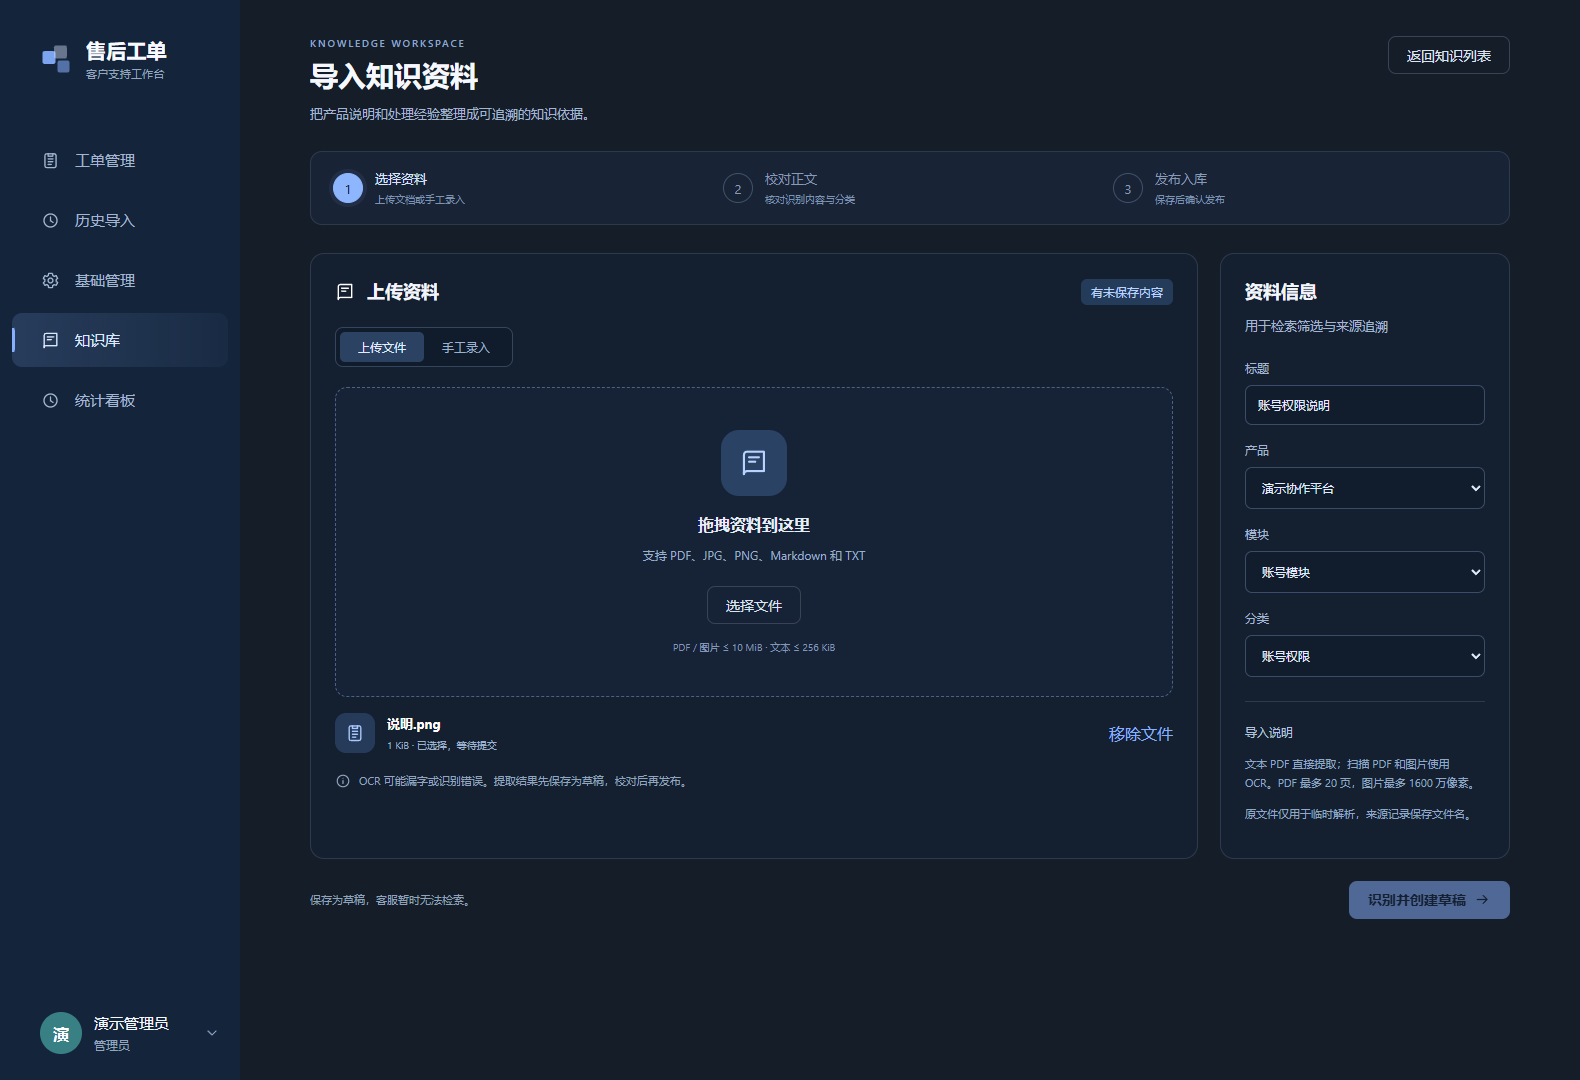 售后工单
客户支持工作台
工单管理
历史导入
基础管理
知识库
统计看板
演
演示管理员
管理员
KNOWLEDGE WORKSPACE
导入知识资料
把产品说明和处理经验整理成可追溯的知识依据。
返回知识列表
1
选择资料
上传文档或手工录入
2
校对正文
核对识别内容与分类
3
发布入库
保存后确认发布
上传资料
有未保存内容
上传文件
手工录入
拖拽资料到这里
支持 PDF、JPG、PNG、Markdown 和 TXT
选择文件
PDF / 图片 ≤ 10 MiB · 文本 ≤ 256 KiB
说明.png
1 KiB · 已选择，等待提交
移除文件
OCR 可能漏字或识别错误。提取结果先保存为草稿，校对后再发布。
资料信息
用于检索筛选与来源追溯
标题
账号权限说明
产品
演示协作平台
模块
账号模块
分类
账号权限
导入说明
文本 PDF 直接提取；扫描 PDF 和图片使用
OCR。PDF 最多 20 页，图片最多 1600 万像素。
原文件仅用于临时解析，来源记录保存文件名。
保存为草稿，客服暂时无法检索。
识别并创建草稿 →